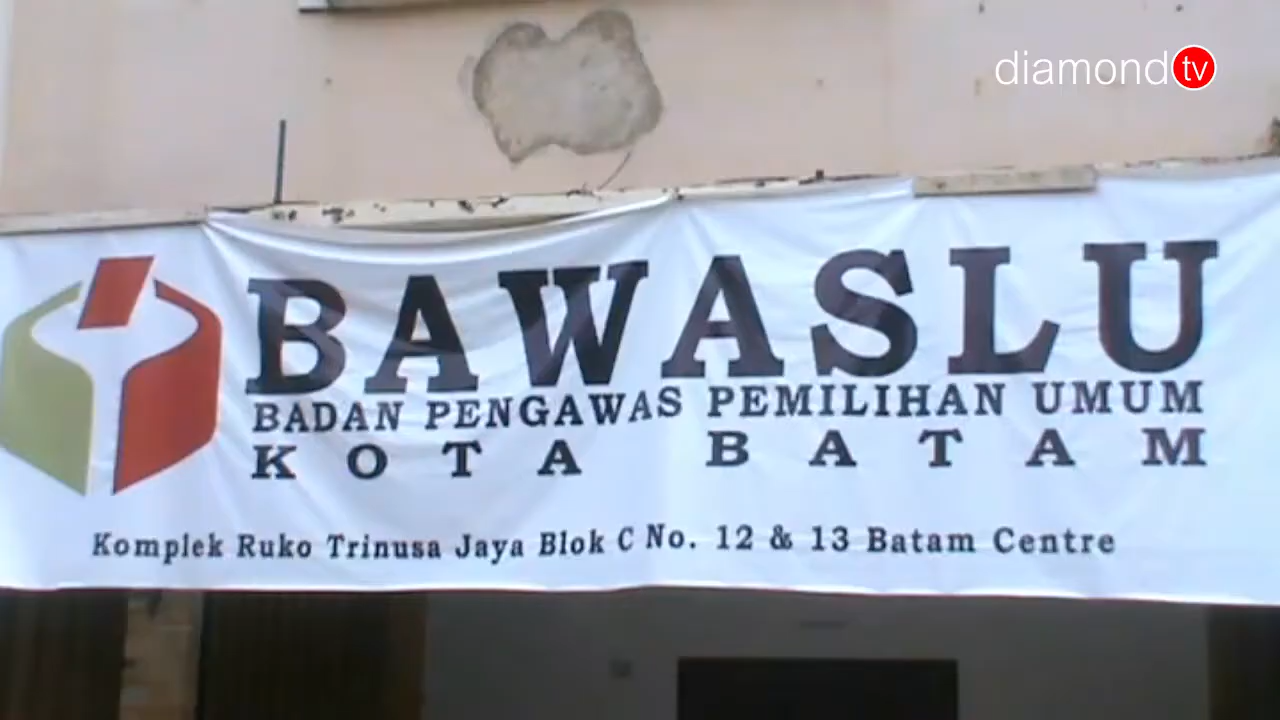 diamond tv
BAWASLU
BADAN PENGAWAS PEMILIHAN UMUM
KOTA BATAM
Komplek Ruko Trinusa Jaya Blok C No. 12 & 13 Batam Centre